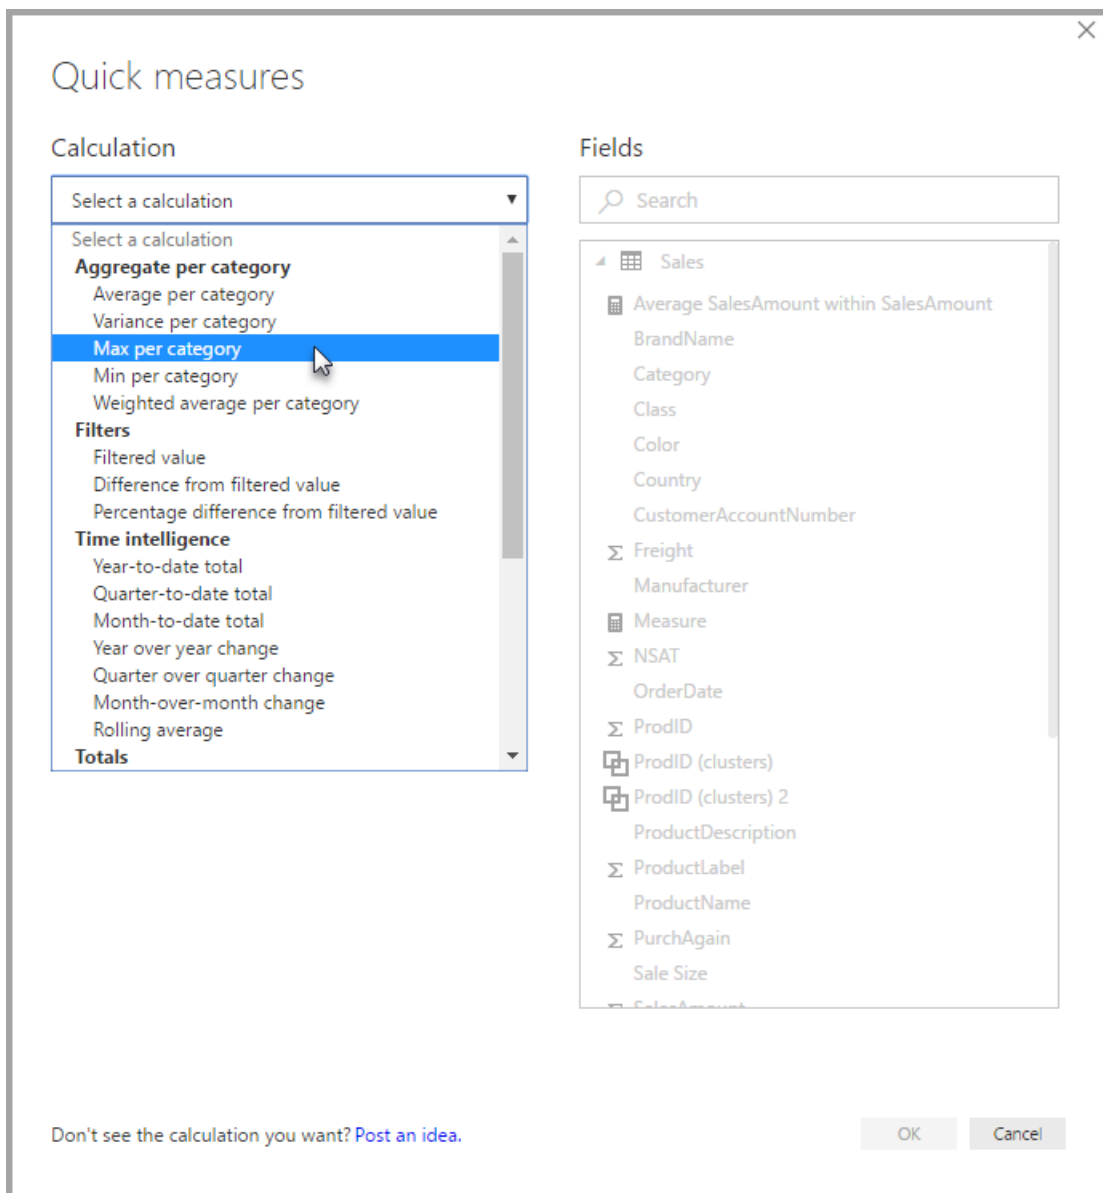 Quick measures
Calculation
Select a calculation
Select a calculation
Aggregate per category
Average per category
Variance per category
Max per category
Min per category
Weighted average per category
Filters
Filtered value
Difference from filtered value
Percentage difference from filtered value
Time intelligence
Year-to-date total
Quarter-to-date total
Month-to-date total
Year over year change
Quarter over quarter change
Month-over-month change
Rolling average
Totals
Fields
Search
Sales
Average SalesAmount within SalesAmount
BrandName
Category
Class
Color
Country
CustomerAccountNumber
Freight
Manufacturer
Measure
NSAT
OrderDate
ProdID
ProdID (clusters)
ProdID (clusters) 2
ProductDescription
ProductLabel
ProductName
PurchAgain
Sale Size
SalesAmount
Don't see the calculation you want? Post an idea.
OK
Cancel